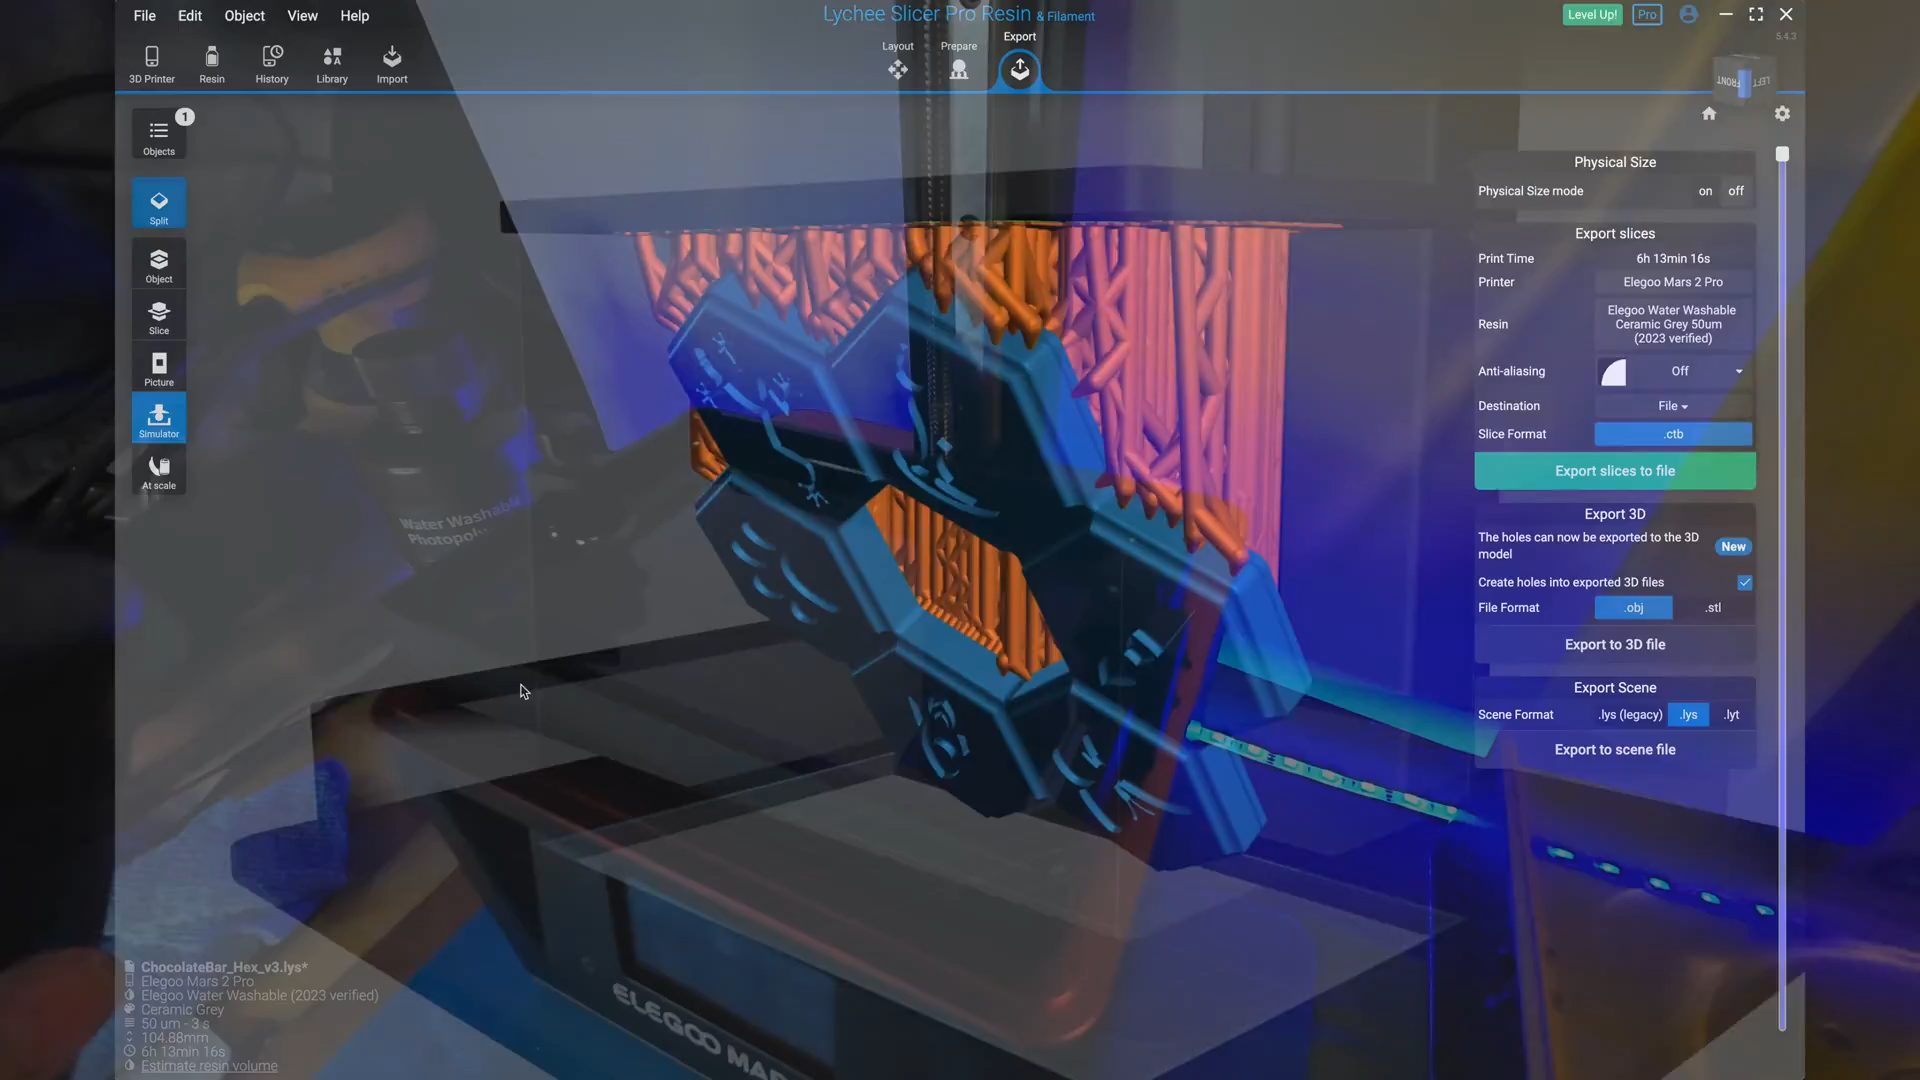 File Edit Object View Help
Lychee Slicer Pro Resin & Filament
Level Up! Pro
5.4.3
3D Printer Resin History Library Import
Layout Prepare Export
FRONT LEFT
1
Objects
Split
Object
Slice
Picture
Simulator
At scale
Physical Size
Physical Size mode on off
Export slices
Print Time 6h 13min 16s
Printer Elegoo Mars 2 Pro
Resin Elegoo Water Washable
Ceramic Grey 50um
(2023 verified)
Anti-aliasing Off
Destination File
Slice Format .ctb
Export slices to file
Export 3D
The holes can now be exported to the 3D
model
New
Create holes into exported 3D files
File Format .obj .stl
Export to 3D file
Export Scene
Scene Format .lys (legacy) .lys .lyt
Export to scene file
Water Washable
ChocolateBar_Hex_v3.lys*
Elegoo Mars 2 Pro
Elegoo Water Washable (2023 verified)
Ceramic Grey
50 um - 3 s
104.88mm
6h 13min 16s
Estimate resin volume
ELEGOO